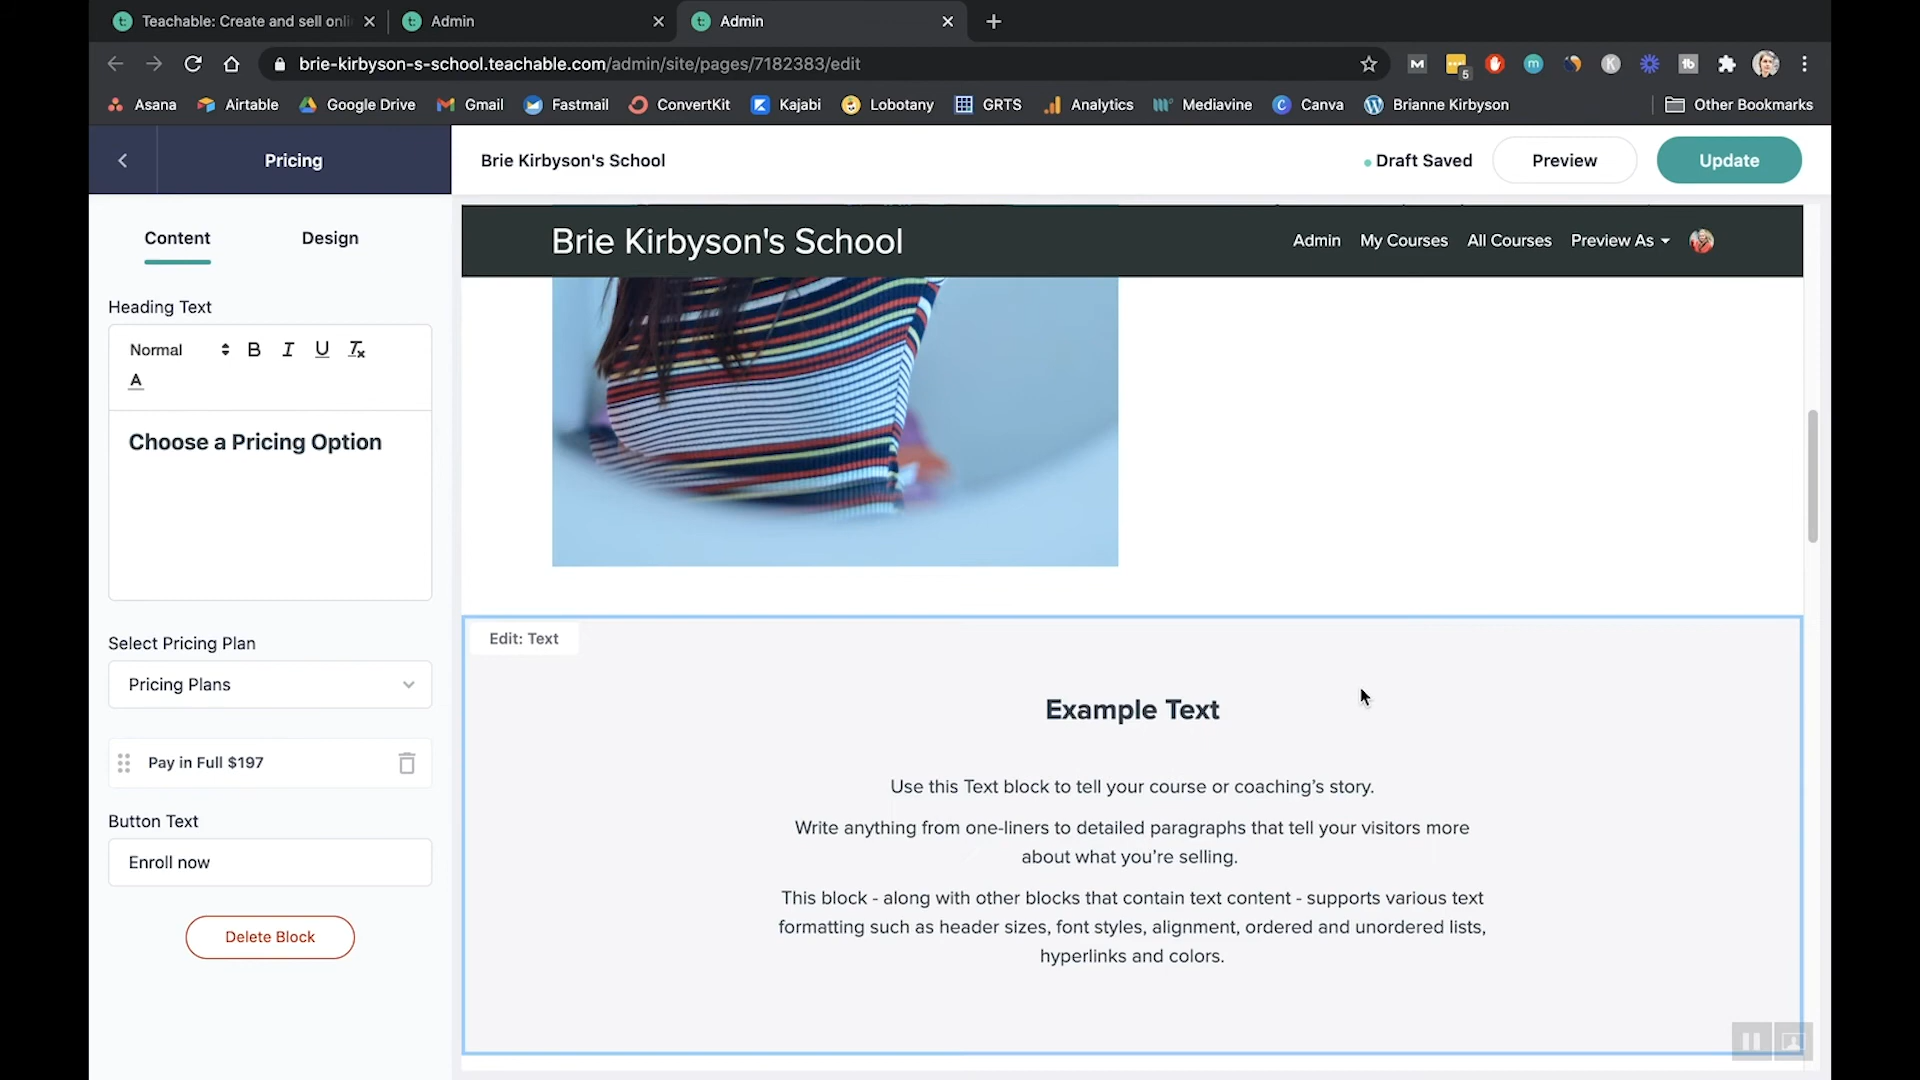 Teachable: Create and sell onli
Admin
Admin
brie-kirbyson-s-school.teachable.com/admin/site/pages/7182383/edit
5
Asana
Airtable
Google Drive
Gmail
Fastmail
ConvertKit
Kajabi
Lobotany
GRTS
Analytics
Mediavine
Canva
Brianne Kirbyson
Other Bookmarks
Pricing
Brie Kirbyson's School
Draft Saved
Preview
Update
Content
Design
Brie Kirbyson's School
Admin
My Courses
All Courses
Preview As
Heading Text
Normal
B I U Tx
A
Choose a Pricing Option
Select Pricing Plan
Pricing Plans
Pay in Full $197
Button Text
Enroll now
Delete Block
Edit: Text
Example Text
Use this Text block to tell your course or coaching’s story.
Write anything from one-liners to detailed paragraphs that tell your visitors more
about what you’re selling.
This block - along with other blocks that contain text content - supports various text
formatting such as header sizes, font styles, alignment, ordered and unordered lists,
hyperlinks and colors.